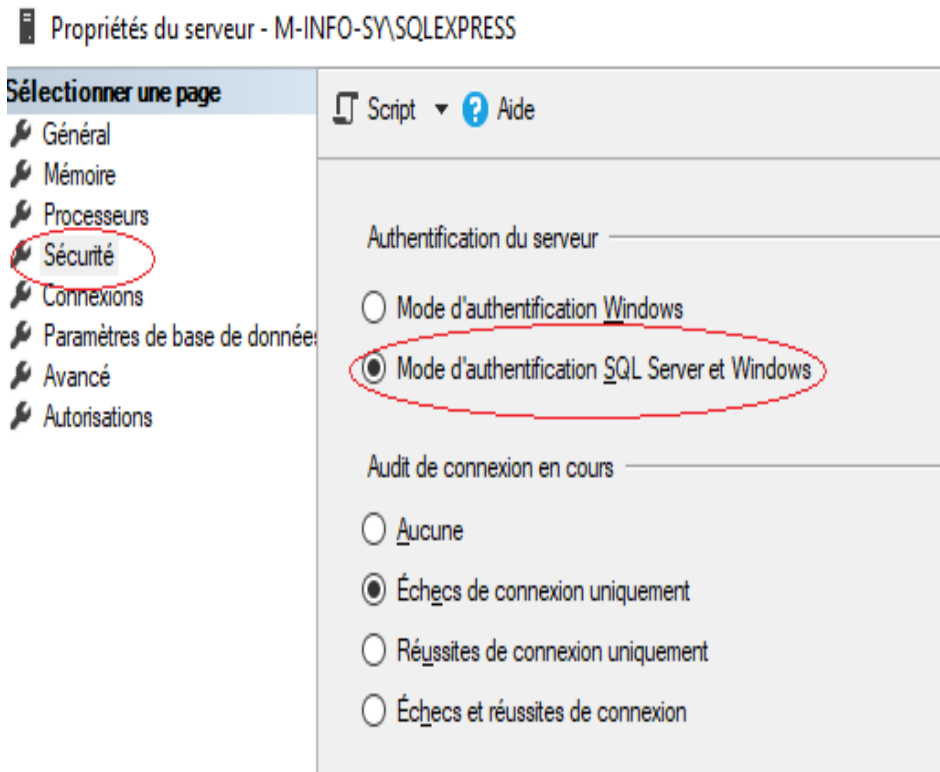 Propriétés du serveur - M-INFO-SY\SQLEXPRESS
Sélectionner une page
Général
Mémoire
Processeurs
Sécurité
Connexions
Paramètres de base de données
Avancé
Autorisations
Script ? Aide
Authentification du serveur
Mode d'authentification Windows
Mode d'authentification SQL Server et Windows
Audit de connexion en cours
Aucune
Échecs de connexion uniquement
Réussites de connexion uniquement
Échecs et réussites de connexion